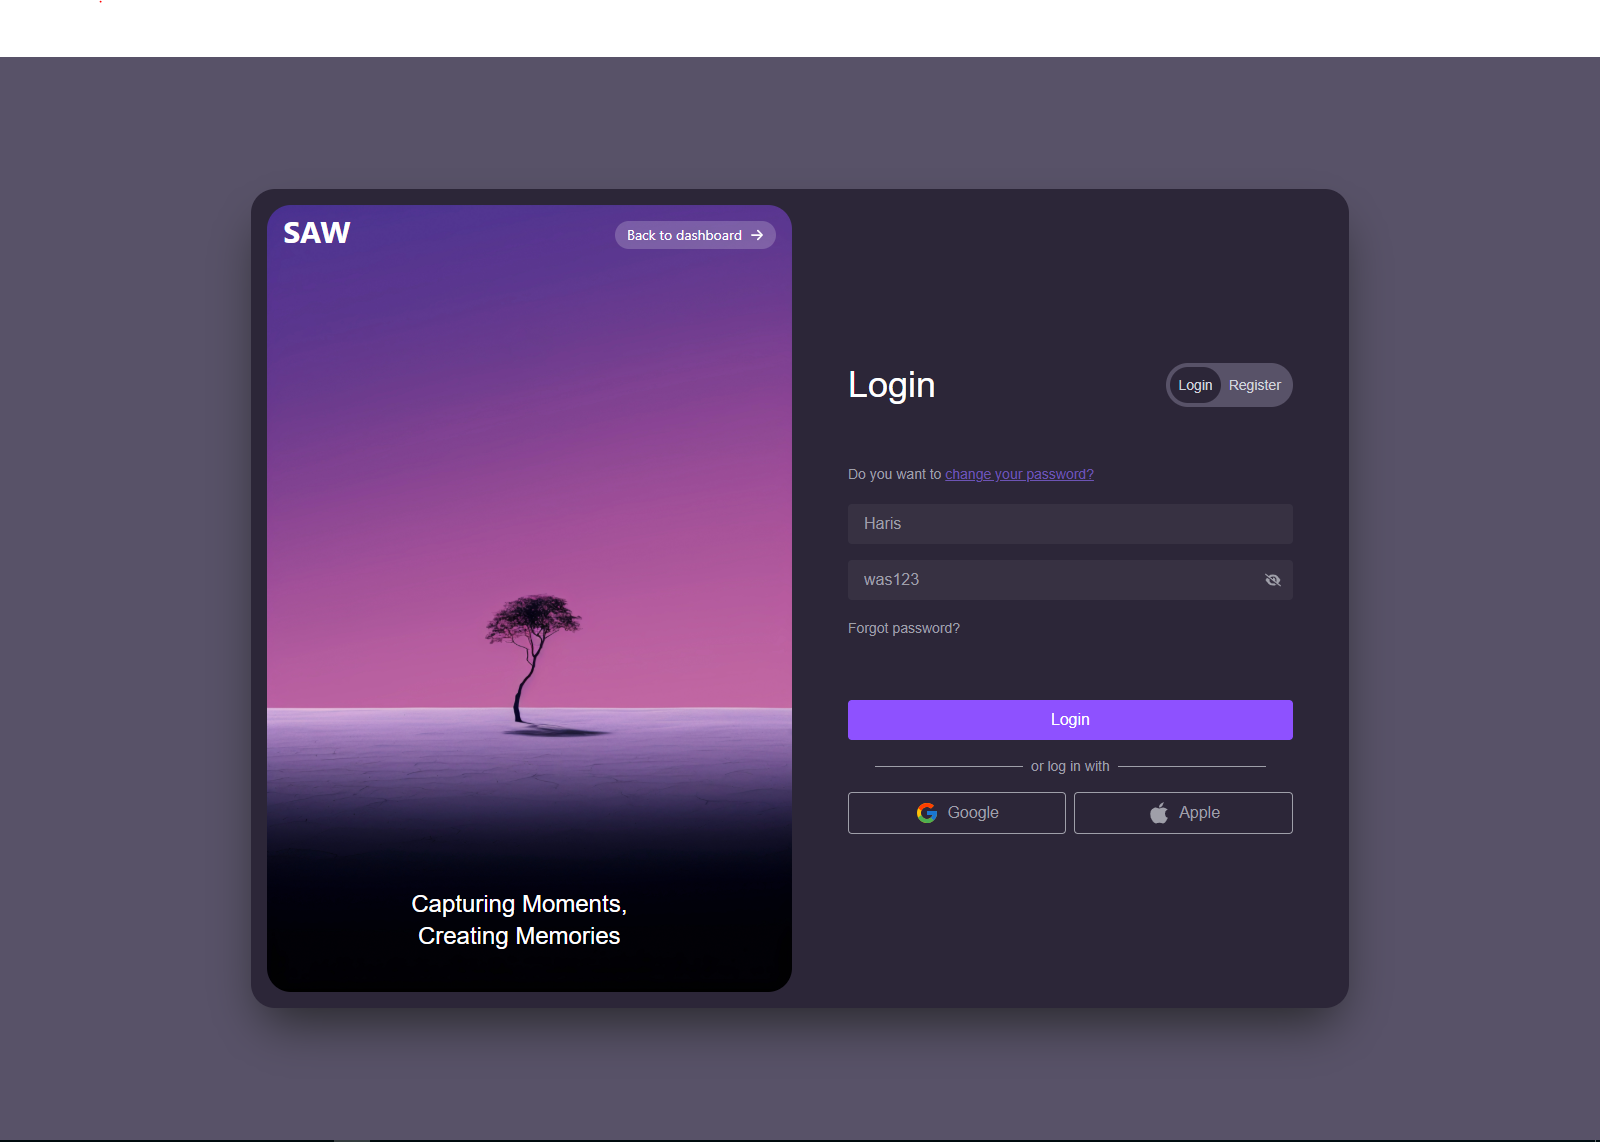 SAW
Back to dashboard
Capturing Moments,
Creating Memories
Login
Login Register
Do you want to change your password?
Haris
was123
Forgot password?
Login
or log in with
Google
Apple